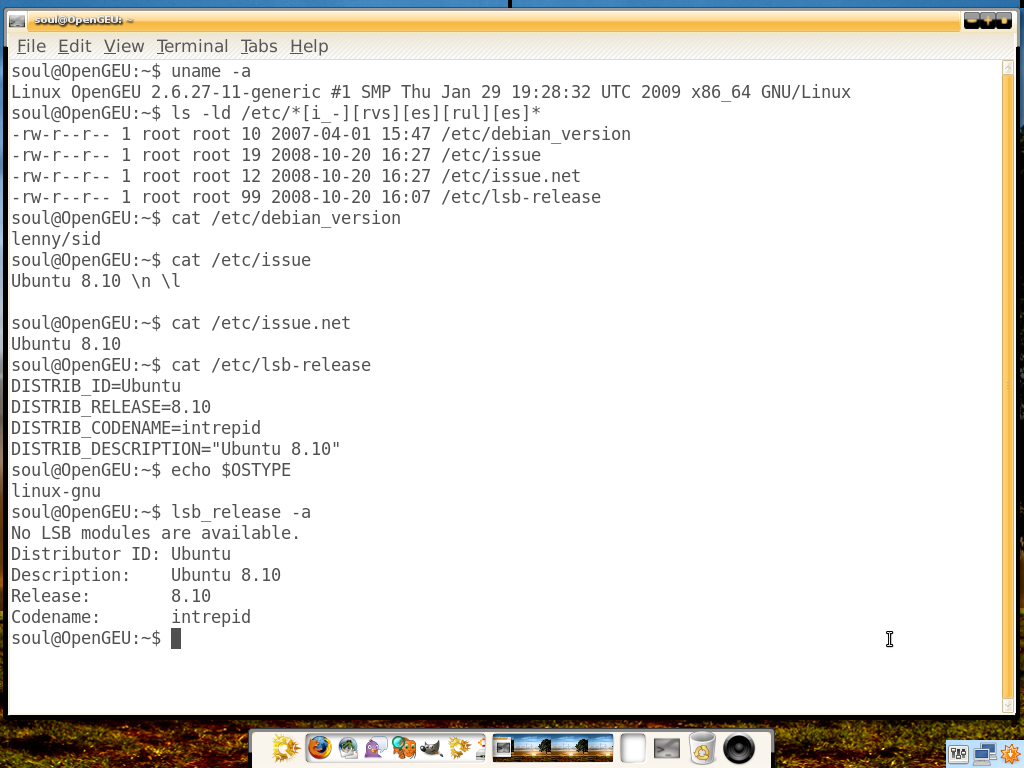 soul@OpenGEU: ~
File Edit View Terminal Tabs Help
soul@OpenGEU:~$ uname -a
Linux OpenGEU 2.6.27-11-generic #1 SMP Thu Jan 29 19:28:32 UTC 2009 x86_64 GNU/Linux
soul@OpenGEU:~$ ls -ld /etc/*[i_-][rvs][es][rul][es]*
-rw-r--r-- 1 root root 10 2007-04-01 15:47 /etc/debian_version
-rw-r--r-- 1 root root 19 2008-10-20 16:27 /etc/issue
-rw-r--r-- 1 root root 12 2008-10-20 16:27 /etc/issue.net
-rw-r--r-- 1 root root 99 2008-10-20 16:07 /etc/lsb-release
soul@OpenGEU:~$ cat /etc/debian_version
lenny/sid
soul@OpenGEU:~$ cat /etc/issue
Ubuntu 8.10 \n \l
soul@OpenGEU:~$ cat /etc/issue.net
Ubuntu 8.10
soul@OpenGEU:~$ cat /etc/lsb-release
DISTRIB_ID=Ubuntu
DISTRIB_RELEASE=8.10
DISTRIB_CODENAME=intrepid
DISTRIB_DESCRIPTION="Ubuntu 8.10"
soul@OpenGEU:~$ echo $OSTYPE
linux-gnu
soul@OpenGEU:~$ lsb_release -a
No LSB modules are available.
Distributor ID: Ubuntu
Description:    Ubuntu 8.10
Release:        8.10
Codename:       intrepid
soul@OpenGEU:~$